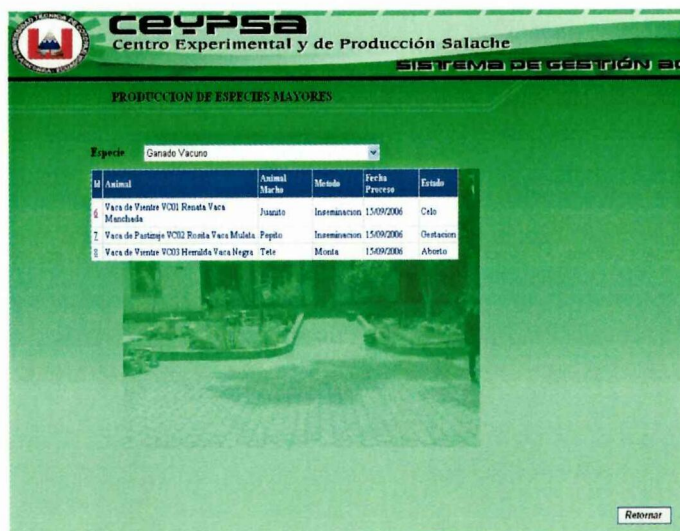 ceypsa
Centro Experimental y de Producción Salache
SISTEMA DE GESTIÓN
PRODUCCION DE ESPECIES MAYORES
Especie Ganado Vacuno
Animal Animal Macho Metodo Fecha Proceso Estado
6 Vaca de Vientre VC01 Renata Vaca Manchada Juanito Inseminacion 15/09/2006 Celo
7 Vaca de Pastizaje VC02 Rosita Vaca Mulata Pepito Inseminacion 15/09/2006 Gestacion
8 Vaca de Vientre VC03 Hemilda Vaca Negra Tete Monta 15/09/2006 Aborto
Retornar